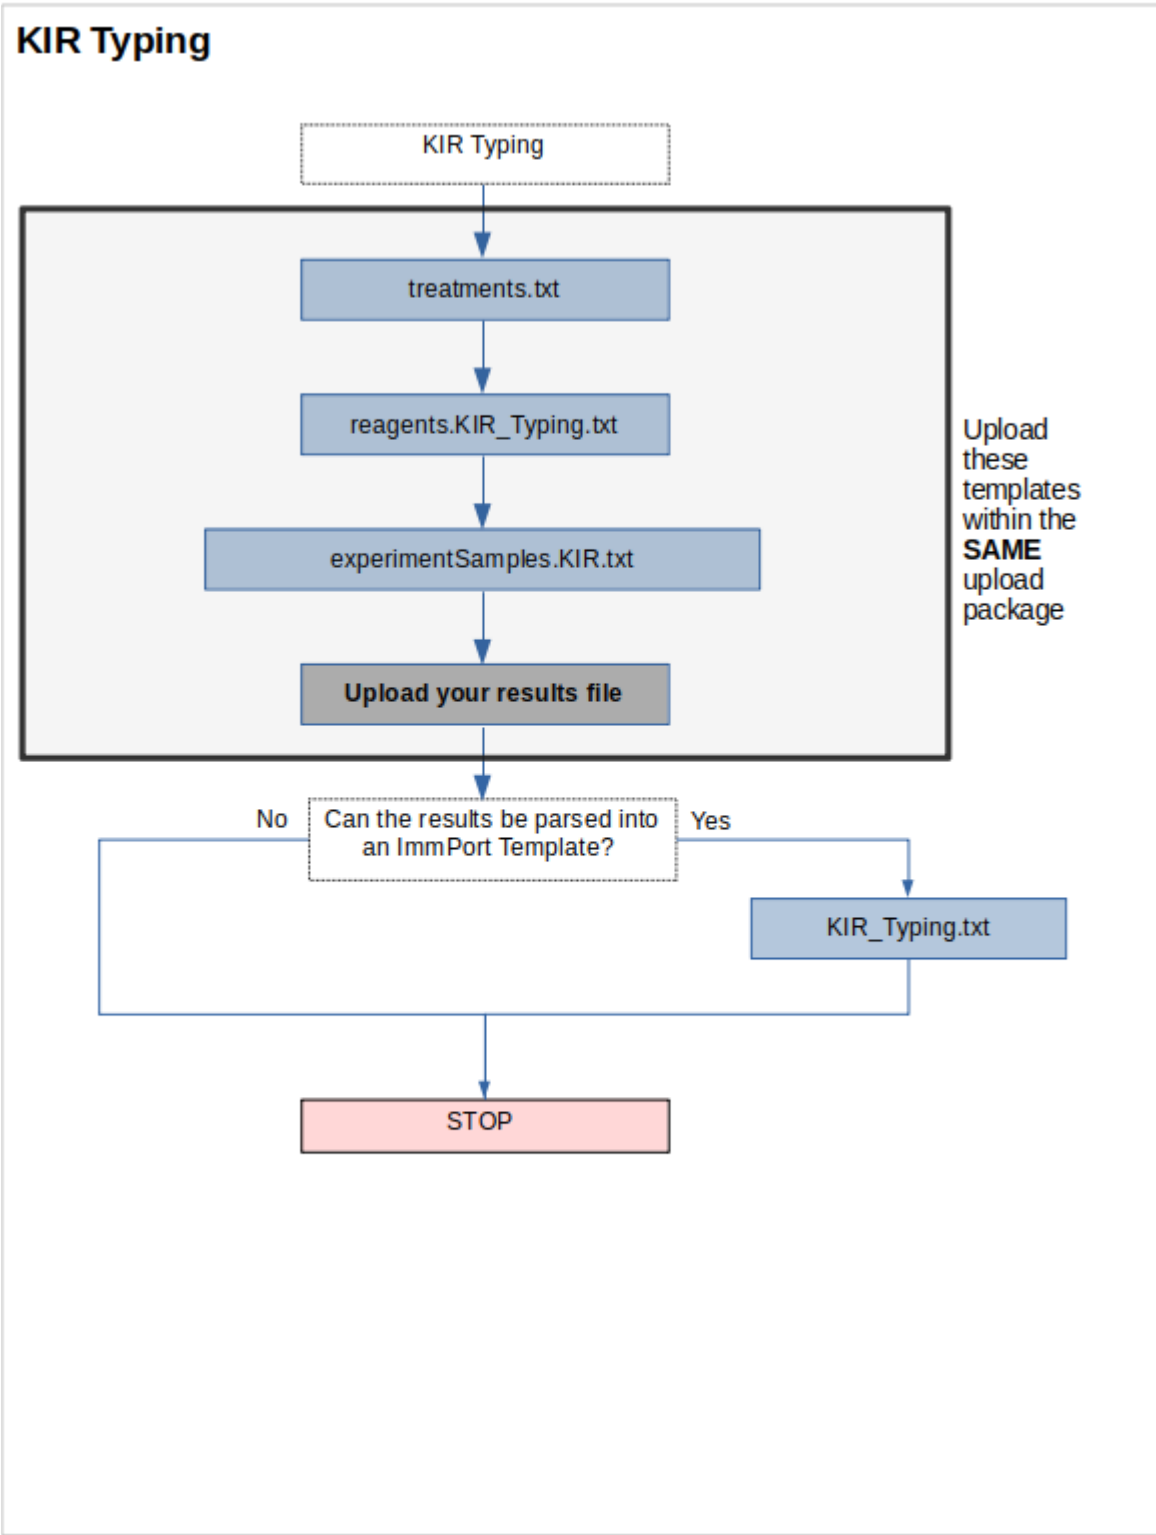 KIR Typing
KIR Typing
treatments.txt
reagents.KIR_Typing.txt
experimentSamples.KIR.txt
Upload your results file
Upload
these
templates
within the
SAME
upload
package
No
Can the results be parsed into
an ImmPort Template?
Yes
KIR_Typing.txt
STOP